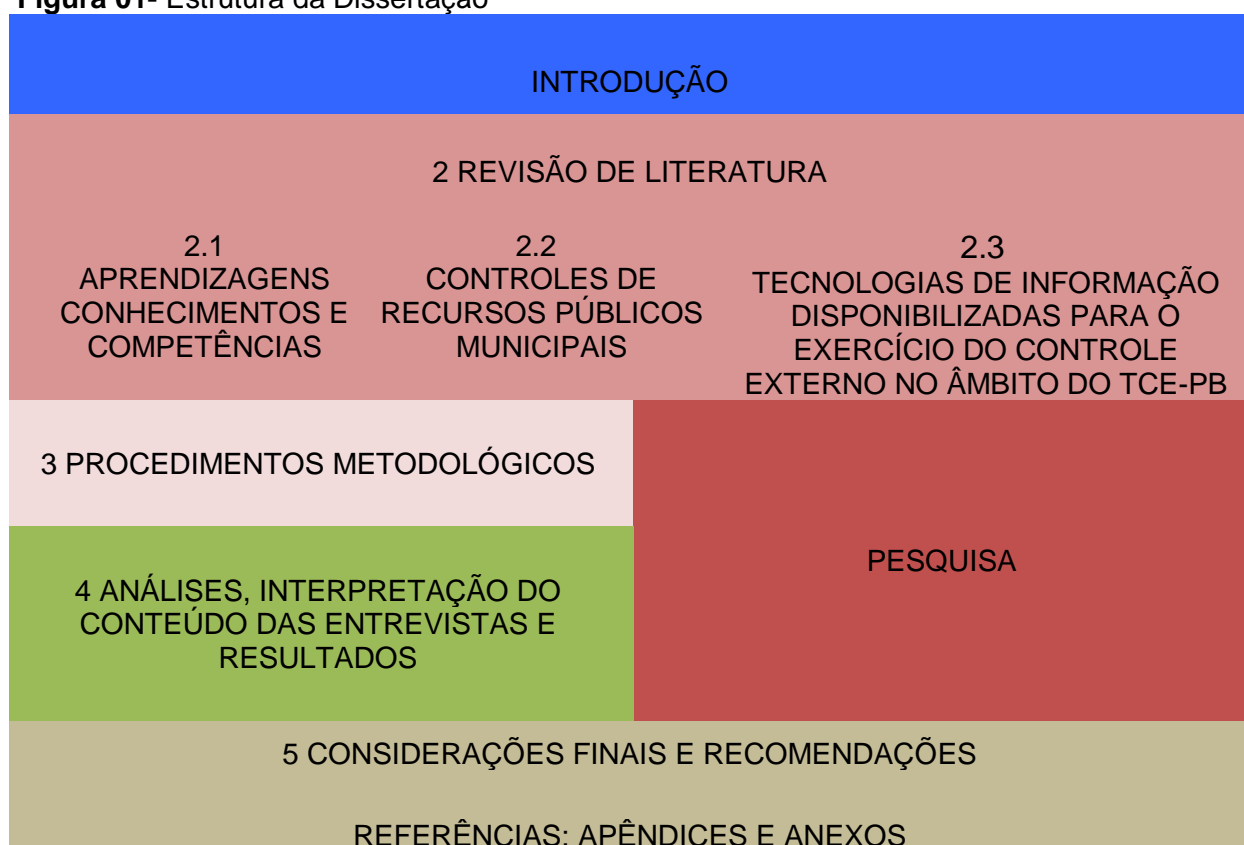 Figura 01- Estrutura da Dissertação
INTRODUÇÃO
2 REVISÃO DE LITERATURA
2.1
APRENDIZAGENS
CONHECIMENTOS E
COMPETÊNCIAS
2.2
CONTROLES DE
RECURSOS PÚBLICOS
MUNICIPAIS
2.3
TECNOLOGIAS DE INFORMAÇÃO
DISPONIBILIZADAS PARA O
EXERCÍCIO DO CONTROLE
EXTERNO NO ÂMBITO DO TCE-PB
3 PROCEDIMENTOS METODOLÓGICOS
4 ANÁLISES, INTERPRETAÇÃO DO
CONTEÚDO DAS ENTREVISTAS E
RESULTADOS
PESQUISA
5 CONSIDERAÇÕES FINAIS E RECOMENDAÇÕES
REFERÊNCIAS; APÊNDICES E ANEXOS